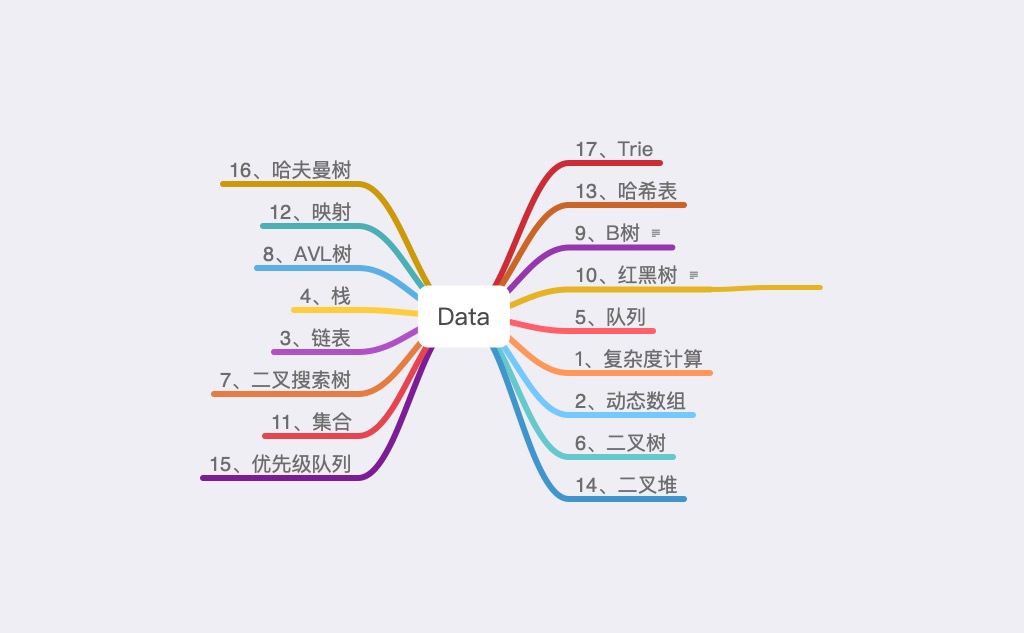 16、哈夫曼树
12、映射
8、AVL树
4、栈
3、链表
7、二叉搜索树
11、集合
15、优先级队列
Data
17、Trie
13、哈希表
9、B树
10、红黑树
5、队列
1、复杂度计算
2、动态数组
6、二叉树
14、二叉堆